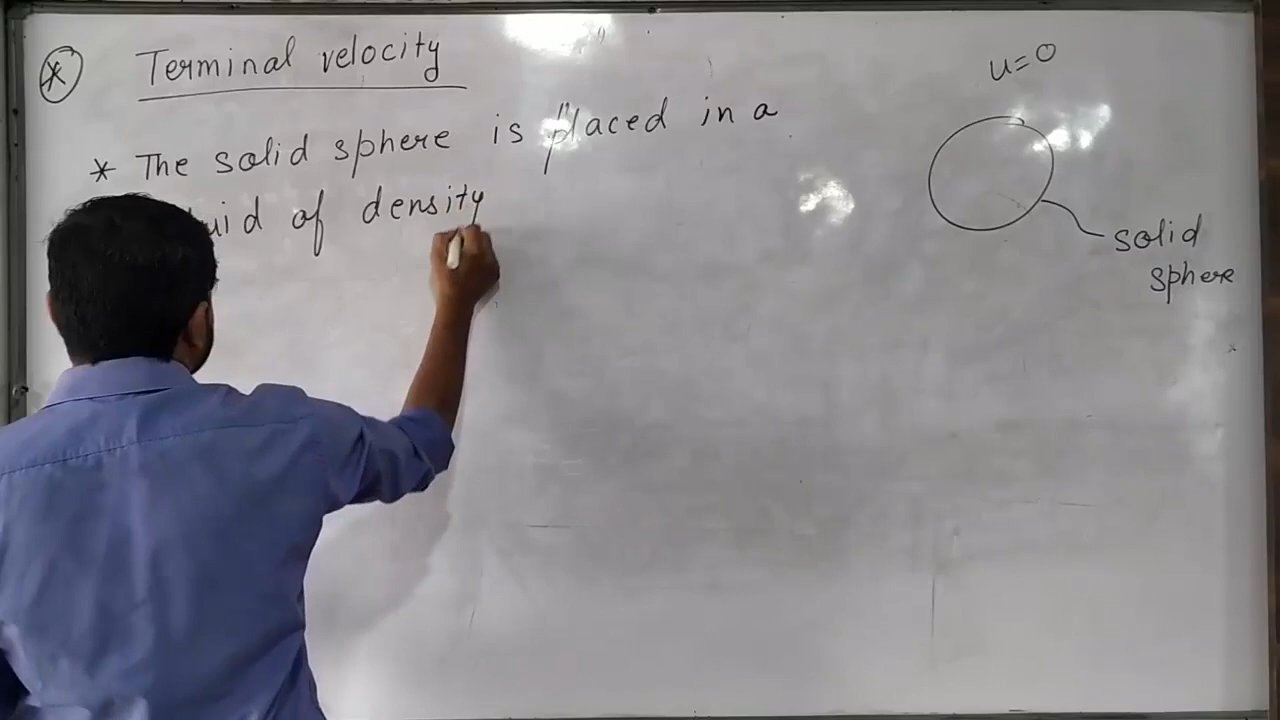 * Terminal velocity
* The solid sphere is placed in a
of density
u=0
solid
sphere